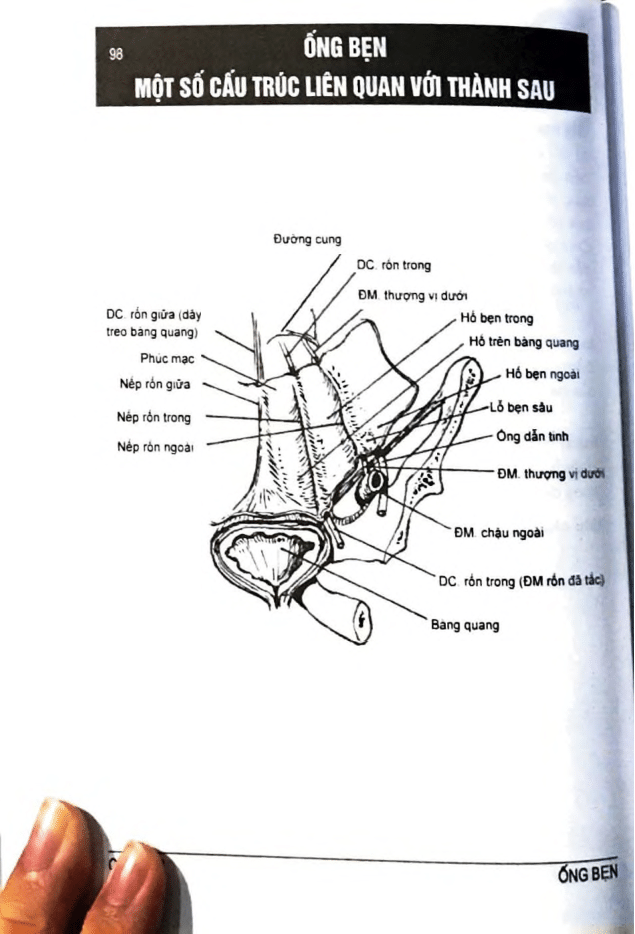 98
ỐNG BẸN
MỘT SỐ CẤU TRÚC LIÊN QUAN VỚI THÀNH SAU
Đường cung
DC. rốn trong
ĐM. thượng vị dưới
DC. rốn giữa (dây
treo bàng quang)
Phúc mạc
Nếp rốn giữa
Nếp rốn trong
Nếp rốn ngoài
Hố bẹn trong
Hố trên bàng quang
Hố bẹn ngoài
Lỗ bẹn sâu
Ống dẫn tinh
ĐM. thượng vị dưới
ĐM. chậu ngoài
DC. rốn trong (ĐM rốn đã tắc)
Bàng quang
ỐNG BẸN